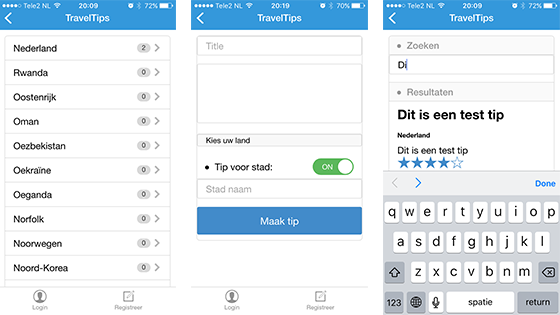 Tele2 NL 20:09 72%
TravelTips
Nederland 2
Rwanda 0
Oostenrijk 0
Oman 0
Oezbekistan 0
Oekraïne 0
Oeganda 0
Norfolk 0
Noorwegen 0
Noord-Korea 0
Login Registreer
Tele2 NL 20:19 70%
TravelTips
Title
Kies uw land
Tip voor stad: ON
Stad naam
Maak tip
Login Registreer
Tele2 NL 20:09 72%
TravelTips
Zoeken
Di
Resultaten
Dit is een test tip
Nederland
Dit is een test tip
Done
q w e r t y u i o p
a s d f g h j k l
z x c v b n m
123 spatie return